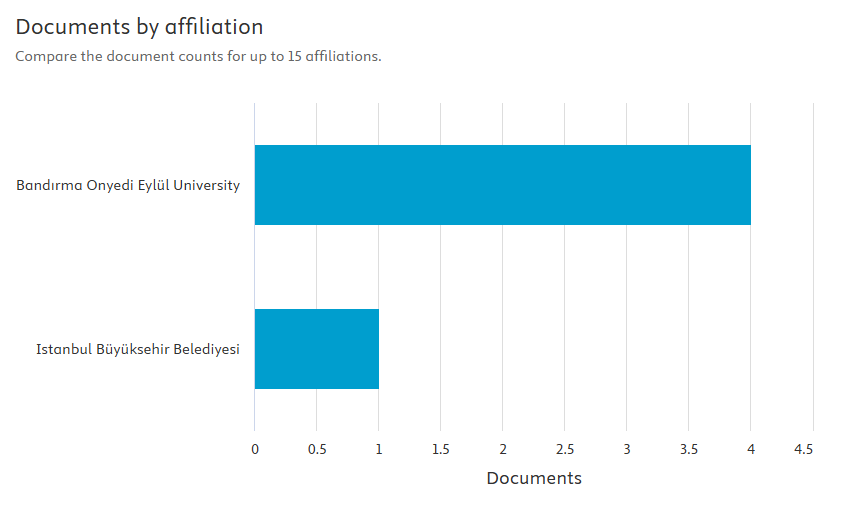 Documents by affiliation
Compare the document counts for up to 15 affiliations.
Bandırma Onyedi Eylül University
Istanbul Büyüksehir Belediyesi
0 0.5 1 1.5 2 2.5 3 3.5 4 4.5
Documents